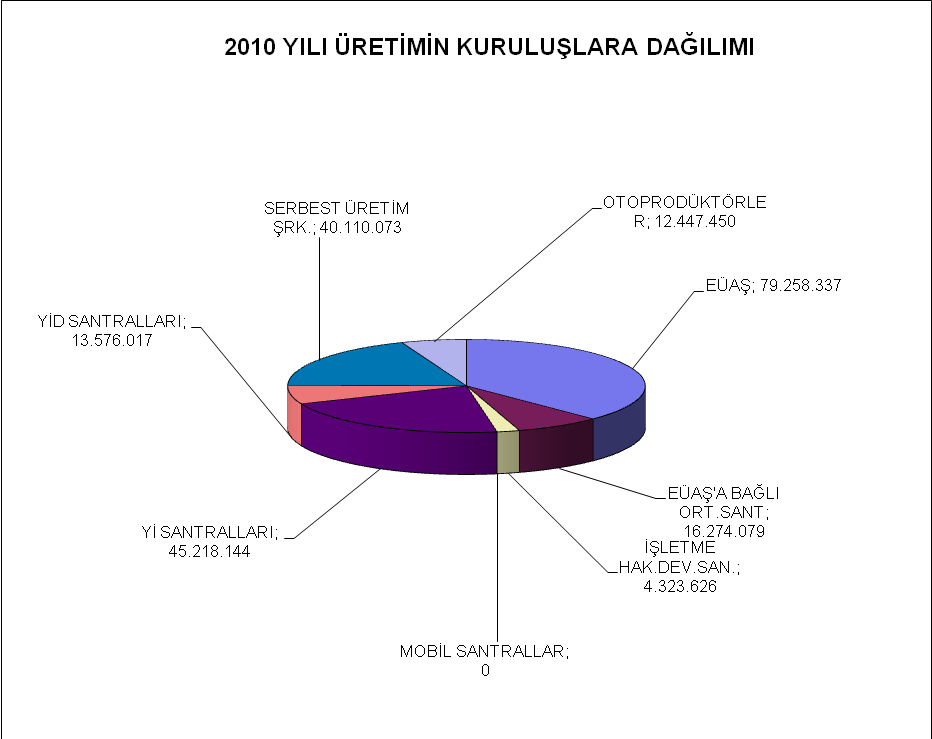 2010 YILI ÜRETİMİN KURULUŞLARA DAĞILIMI
OTOPRODÜKTÖRLE
R; 12.447.450
SERBEST ÜRETİM
ŞRK.; 40.110.073
EÜAŞ; 79.258.337
YİD SANTRALLARI;
13.576.017
EÜAŞ'A BAĞLI
ORT.SANT;
16.274.079
Yİ SANTRALLARI;
45.218.144
İŞLETME
HAK.DEV.SAN.;
4.323.626
MOBİL SANTRALLAR;
0